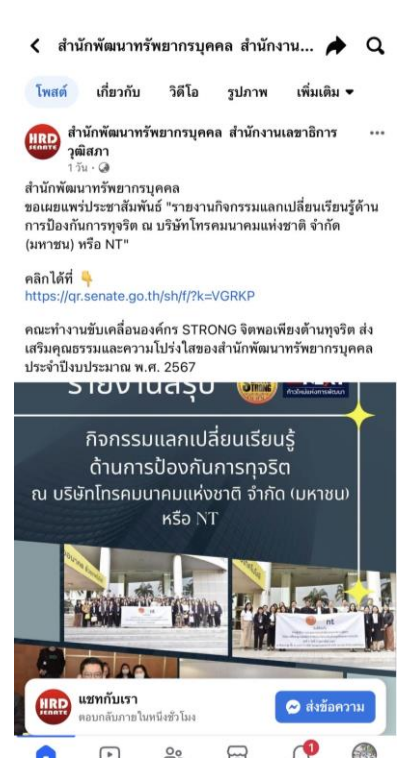 สำนักพัฒนาทรัพยากรบุคคล สำนักงาน...
โพสต์ เกี่ยวกับ วิดีโอ รูปภาพ เพิ่มเติม
HRD
SENATE
สำนักพัฒนาทรัพยากรบุคคล สำนักงานเลขาธิการ
วุฒิสภา
1 วัน ·
สำนักพัฒนาทรัพยากรบุคคล
ขอเผยแพร่ประชาสัมพันธ์ "รายงานกิจกรรมแลกเปลี่ยนเรียนรู้ด้าน
การป้องกันการทุจริต ณ บริษัทโทรคมนาคมแห่งชาติ จำกัด
(มหาชน) หรือ NT"
คลิกได้ที่ 👇
https://qr.senate.go.th/sh/f/?k=VGRKP
คณะทำงานขับเคลื่อนองค์กร STRONG จิตพอเพียงต้านทุจริต ส่ง
เสริมคุณธรรมและความโปร่งใสของสำนักพัฒนาทรัพยากรบุคคล
ประจำปีงบประมาณ พ.ศ. 2567
รายงานสรุป
STRONG
ก้าวใหม่แห่งการพัฒนา
กิจกรรมแลกเปลี่ยนเรียนรู้
ด้านการป้องกันการทุจริต
ณ บริษัทโทรคมนาคมแห่งชาติ จำกัด (มหาชน)
หรือ NT
nt
HRD
SENATE
แชทกับเรา
ตอบกลับภายในหนึ่งชั่วโมง
ส่งข้อความ
1